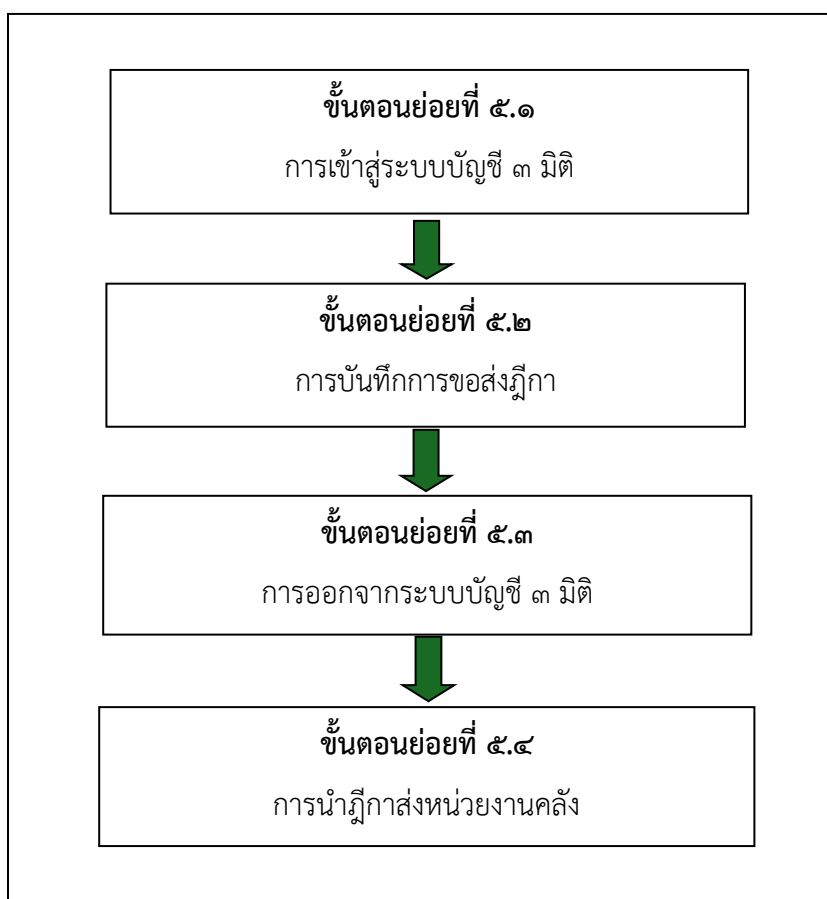 ขั้นตอนย่อยที่ ๕.๑
การเข้าสู่ระบบบัญชี ๓ มิติ
ขั้นตอนย่อยที่ ๕.๒
การบันทึกการขอส่งฎีกา
ขั้นตอนย่อยที่ ๕.๓
การออกจากระบบบัญชี ๓ มิติ
ขั้นตอนย่อยที่ ๕.๔
การนำฎีกาส่งหน่วยงานคลัง